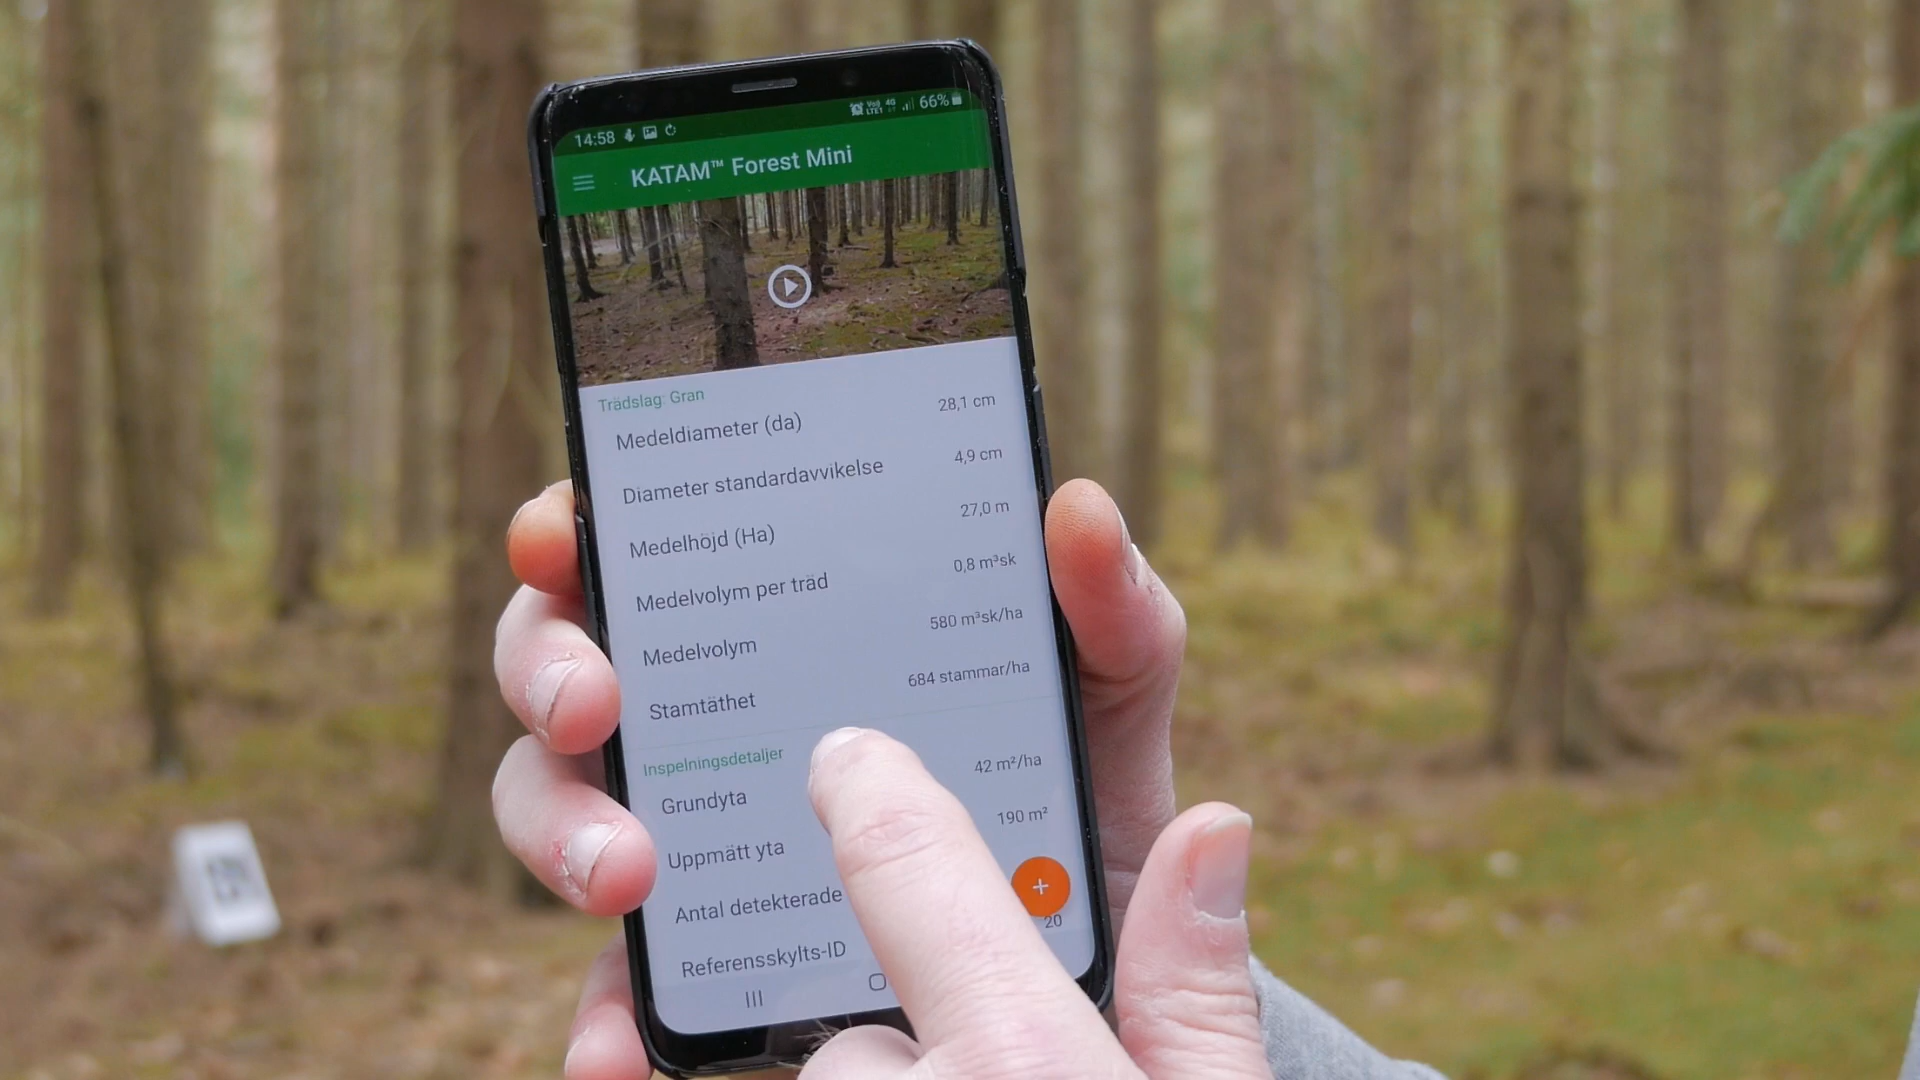 14:58 66%
KATAM™ Forest Mini
Trädslag: Gran
Medeldiameter (da) 28,1 cm
Diameter standardavvikelse 4,9 cm
Medelhöjd (Ha) 27,0 m
Medelvolym per träd 0,8 m³sk
Medelvolym 580 m³sk/ha
Stamtäthet 684 stammar/ha
Inspelningsdetaljer
Grundyta 42 m²/ha
Uppmätt yta 190 m²
Antal detekterade
Referensskylts-ID 20